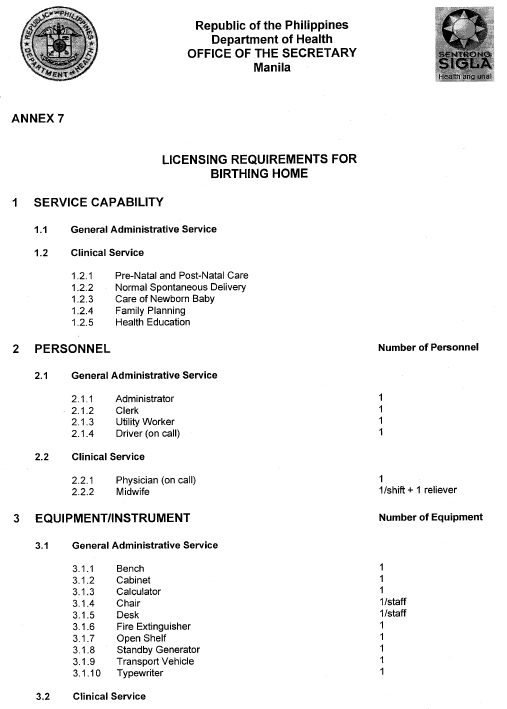 REPUBLIC OF THE PHILIPPINES
DEPARTMENT OF HEALTH
Republic of the Philippines
Department of Health
OFFICE OF THE SECRETARY
Manila
SENTRONG
SIGLA
Health ang una!
ANNEX 7
LICENSING REQUIREMENTS FOR
BIRTHING HOME
1 SERVICE CAPABILITY
1.1 General Administrative Service
1.2 Clinical Service
1.2.1 Pre-Natal and Post-Natal Care
1.2.2 Normal Spontaneous Delivery
1.2.3 Care of Newborn Baby
1.2.4 Family Planning
1.2.5 Health Education
2 PERSONNEL Number of Personnel
2.1 General Administrative Service
2.1.1 Administrator 1
2.1.2 Clerk 1
2.1.3 Utility Worker 1
2.1.4 Driver (on call) 1
2.2 Clinical Service
2.2.1 Physician (on call) 1
2.2.2 Midwife 1/shift + 1 reliever
3 EQUIPMENT/INSTRUMENT Number of Equipment
3.1 General Administrative Service
3.1.1 Bench 1
3.1.2 Cabinet 1
3.1.3 Calculator 1
3.1.4 Chair 1/staff
3.1.5 Desk 1/staff
3.1.6 Fire Extinguisher 1
3.1.7 Open Shelf 1
3.1.8 Standby Generator 1
3.1.9 Transport Vehicle 1
3.1.10 Typewriter 1
3.2 Clinical Service